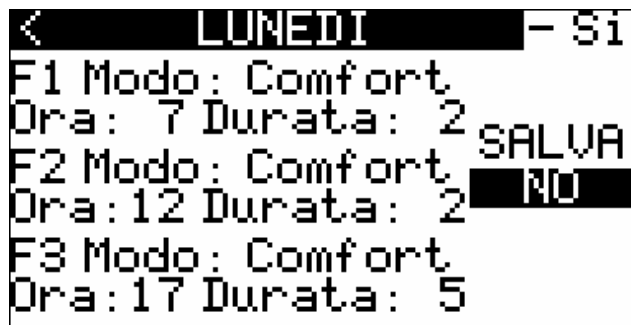 < LUNEDI - Si
F1 Modo: Comfort
Ora: 7 Durata: 2
SALVA
F2 Modo: Comfort
NO
Ora:12 Durata: 2
F3 Modo: Comfort
Ora:17 Durata: 5